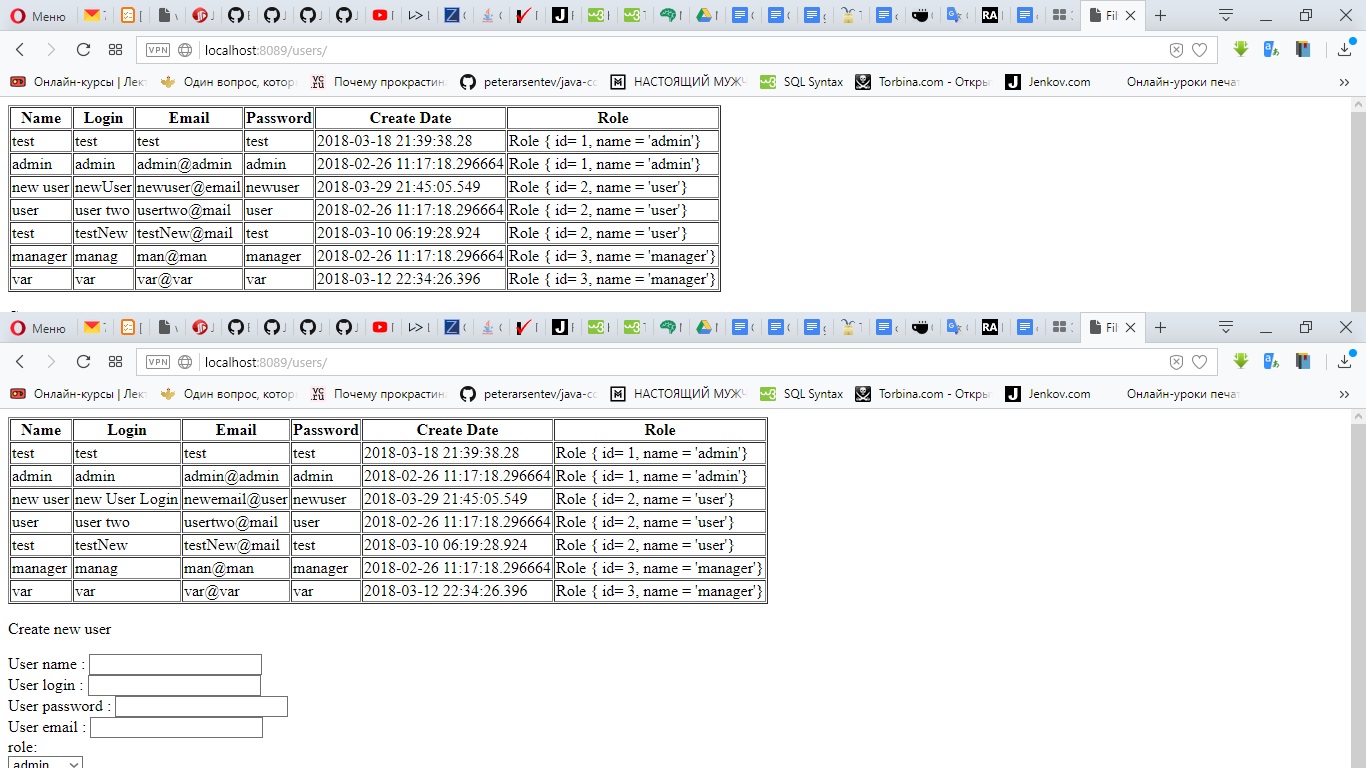 Меню
Fil
VPN localhost:8089/users/
Онлайн-курсы | Лек Один вопрос, котор Почему прокрастин peterarsentev/java-co НАСТОЯЩИЙ МУЖЧ SQL Syntax Torbina.com - Откры Jenkov.com Онлайн-уроки печат »
Name Login Email Password Create Date Role
test test test test 2018-03-18 21:39:38.28 Role { id= 1, name = 'admin'}
admin admin admin@admin admin 2018-02-26 11:17:18.296664 Role { id= 1, name = 'admin'}
new user newUser newuser@email newuser 2018-03-29 21:45:05.549 Role { id= 2, name = 'user'}
user user two usertwo@mail user 2018-02-26 11:17:18.296664 Role { id= 2, name = 'user'}
test testNew testNew@mail test 2018-03-10 06:19:28.924 Role { id= 2, name = 'user'}
manager manag man@man manager 2018-02-26 11:17:18.296664 Role { id= 3, name = 'manager'}
var var var@var var 2018-03-12 22:34:26.396 Role { id= 3, name = 'manager'}
Меню
Fil
VPN localhost:8089/users/
Онлайн-курсы | Лек Один вопрос, котор Почему прокрастин peterarsentev/java-co НАСТОЯЩИЙ МУЖЧ SQL Syntax Torbina.com - Откры Jenkov.com Онлайн-уроки печат »
Name Login Email Password Create Date Role
test test test test 2018-03-18 21:39:38.28 Role { id= 1, name = 'admin'}
admin admin admin@admin admin 2018-02-26 11:17:18.296664 Role { id= 1, name = 'admin'}
new user new User Login newemail@user newuser 2018-03-29 21:45:05.549 Role { id= 2, name = 'user'}
user user two usertwo@mail user 2018-02-26 11:17:18.296664 Role { id= 2, name = 'user'}
test testNew testNew@mail test 2018-03-10 06:19:28.924 Role { id= 2, name = 'user'}
manager manag man@man manager 2018-02-26 11:17:18.296664 Role { id= 3, name = 'manager'}
var var var@var var 2018-03-12 22:34:26.396 Role { id= 3, name = 'manager'}
Create new user
User name :
User login :
User password :
User email :
role:
admin